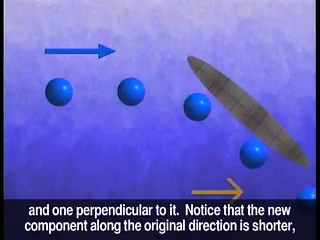 and one perpendicular to it. Notice that the new
component along the original direction is shorter,